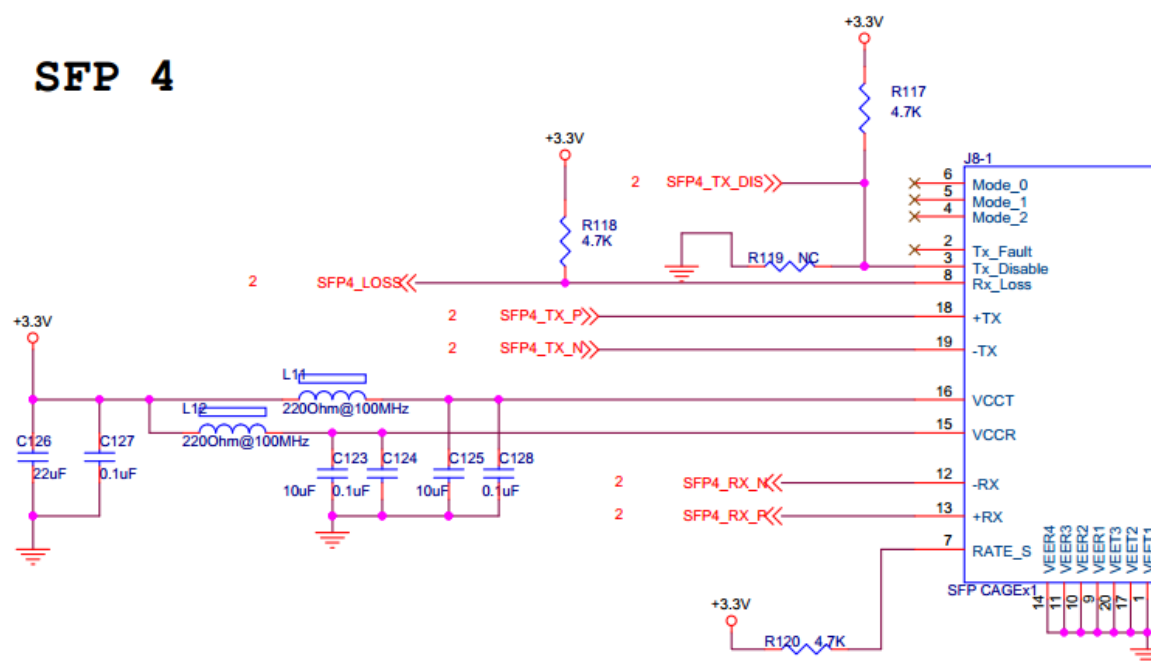 SFP 4
+3.3V
R117
4.7K
+3.3V
R118
4.7K
2 SFP4_TX_DIS
R119 NC
2 SFP4_LOSS
2 SFP4_TX_P
2 SFP4_TX_N
+3.3V
L11
220Ohm@100MHz
L12
220Ohm@100MHz
C126
22uF
C127
0.1uF
C123
10uF
C124
0.1uF
C125
10uF
C128
0.1uF
2 SFP4_RX_N
2 SFP4_RX_P
+3.3V
R120 4.7K
J8-1
6 Mode_0
5 Mode_1
4 Mode_2
2 Tx_Fault
3 Tx_Disable
8 Rx_Loss
18 +TX
19 -TX
16 VCCT
15 VCCR
12 -RX
13 +RX
7 RATE_S
SFP CAGEx1
VEER4 14
VEER3 11
VEER2 10
VEER1 9
VEET3 20
VEET2 17
VEET1 1